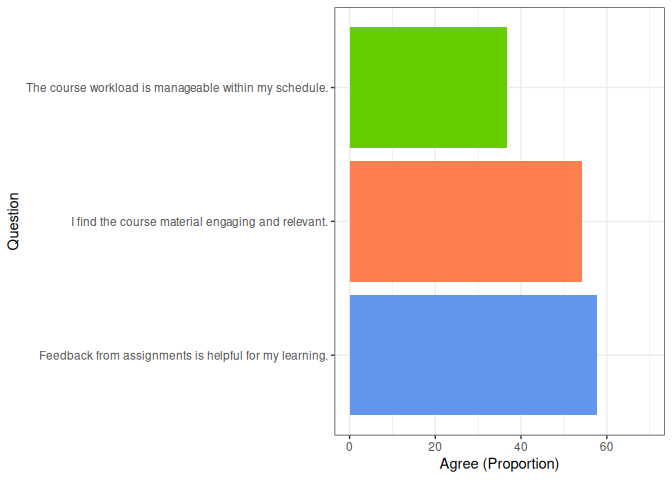 The course workload is manageable within my schedule.
I find the course material engaging and relevant.
Feedback from assignments is helpful for my learning.
Question
0 20 40 60
Agree (Proportion)